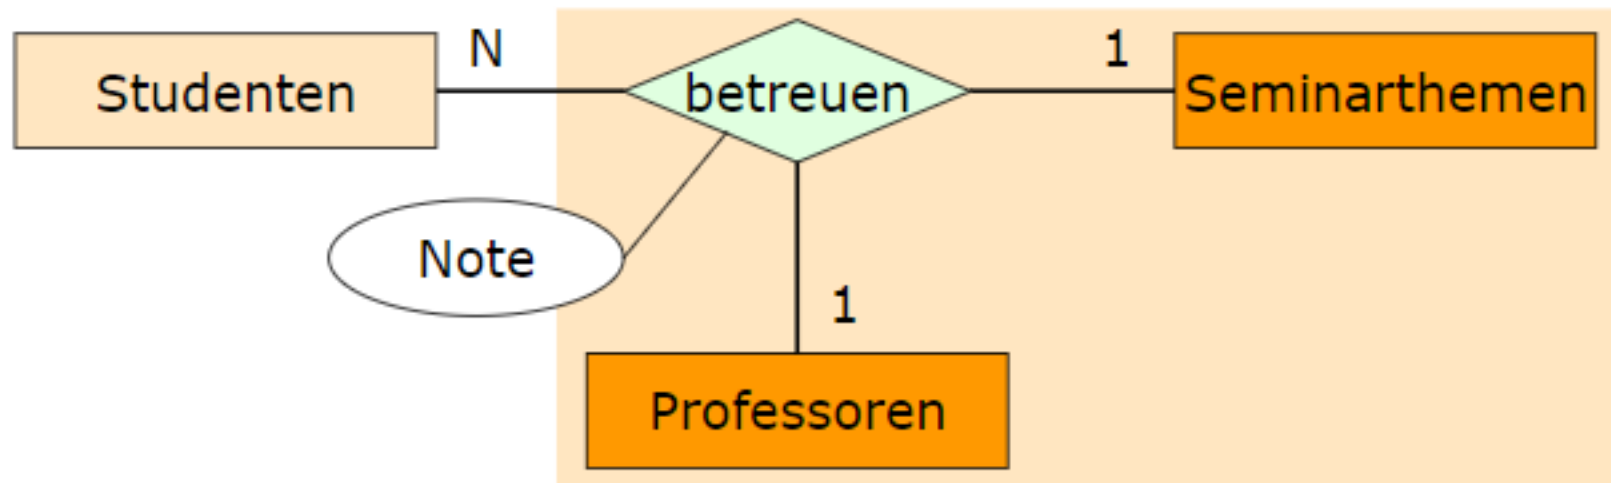 N
1
Studenten
betreuen
Seminarthemen
Note
1
Professoren